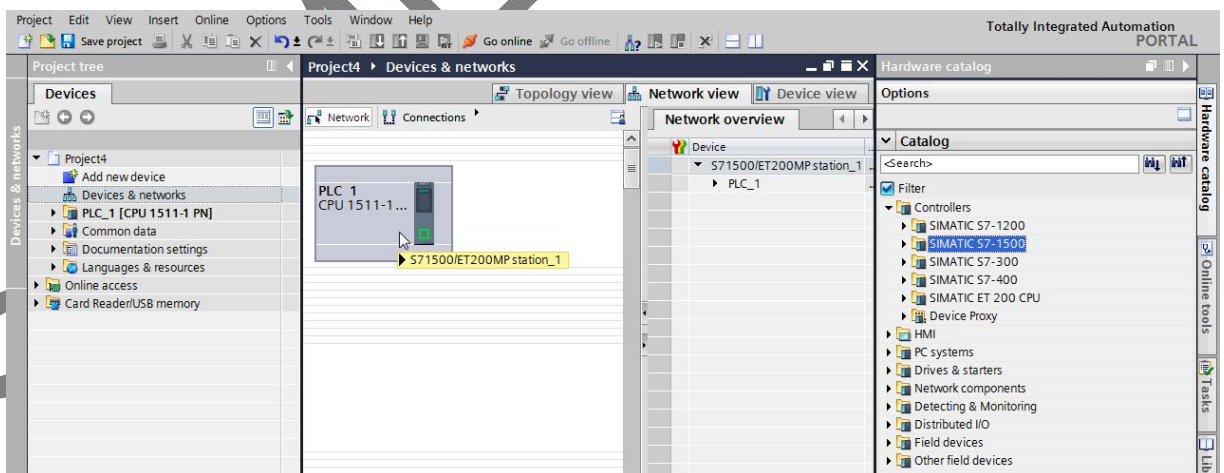 Project Edit View Insert Online Options Tools Window Help
Totally Integrated Automation
PORTAL
Save project
Go online
Go offline
Project tree
Project4 ▸ Devices & networks
Hardware catalog
Devices
Topology view
Network view
Device view
Options
Network
Connections
Network overview
Catalog
Device
<Search>
Filter
Project4
Add new device
Devices & networks
PLC_1 [CPU 1511-1 PN]
Common data
Documentation settings
Languages & resources
Online access
Card Reader/USB memory
PLC_1
CPU 1511-1...
S71500/ET200MP station_1
S71500/ET200MP station_1
PLC_1
Controllers
SIMATIC S7-1200
SIMATIC S7-1500
SIMATIC S7-300
SIMATIC S7-400
SIMATIC ET 200 CPU
Device Proxy
HMI
PC systems
Drives & starters
Network components
Detecting & Monitoring
Distributed I/O
Field devices
Other field devices
Devices & networks
Hardware catalog
Online tools
Tasks
Lib